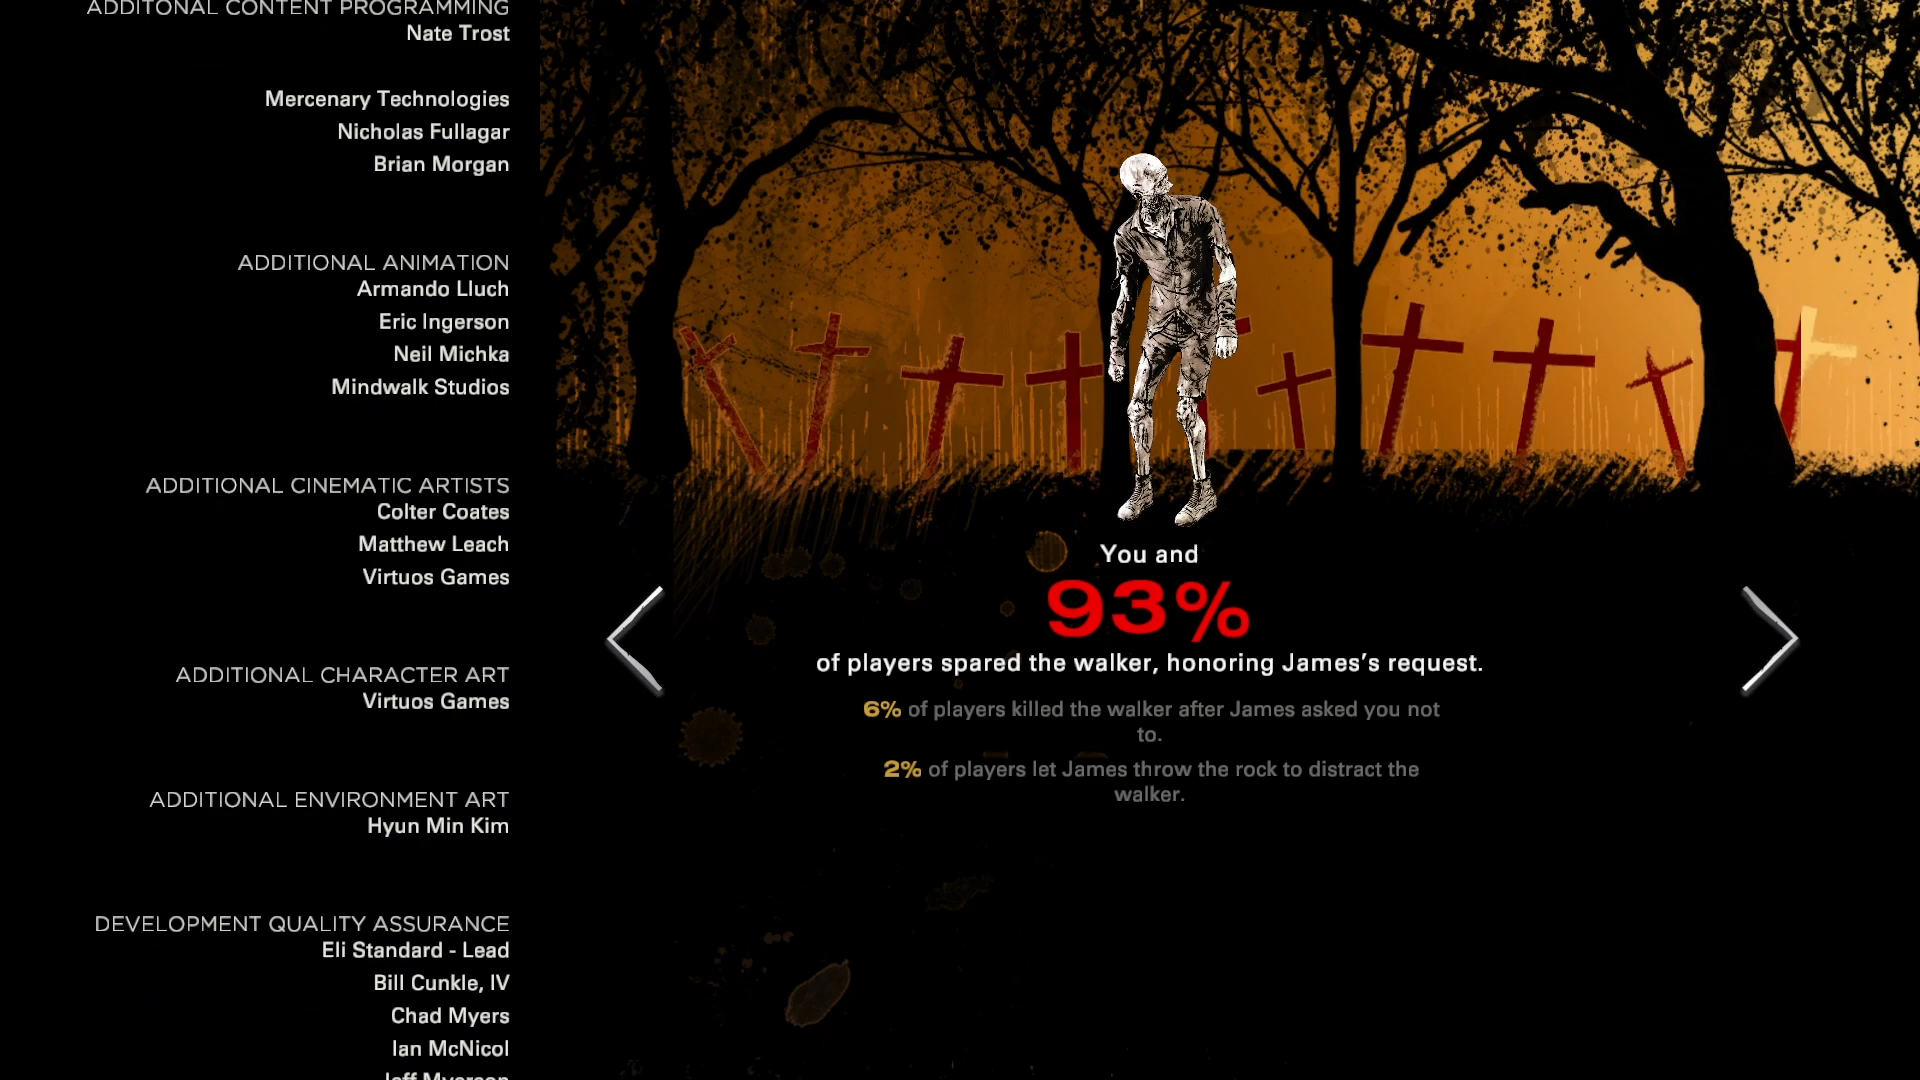 ADDITONAL CONTENT PROGRAMMING
Nate Trost
Mercenary Technologies
Nicholas Fullagar
Brian Morgan
ADDITIONAL ANIMATION
Armando Lluch
Eric Ingerson
Neil Michka
Mindwalk Studios
ADDITIONAL CINEMATIC ARTISTS
Colter Coates
Matthew Leach
Virtuos Games
ADDITIONAL CHARACTER ART
Virtuos Games
ADDITIONAL ENVIRONMENT ART
Hyun Min Kim
DEVELOPMENT QUALITY ASSURANCE
Eli Standard - Lead
Bill Cunkle, IV
Chad Myers
Ian McNicol
You and
93%
of players spared the walker, honoring James's request.
6% of players killed the walker after James asked you not
to.
2% of players let James throw the rock to distract the
walker.